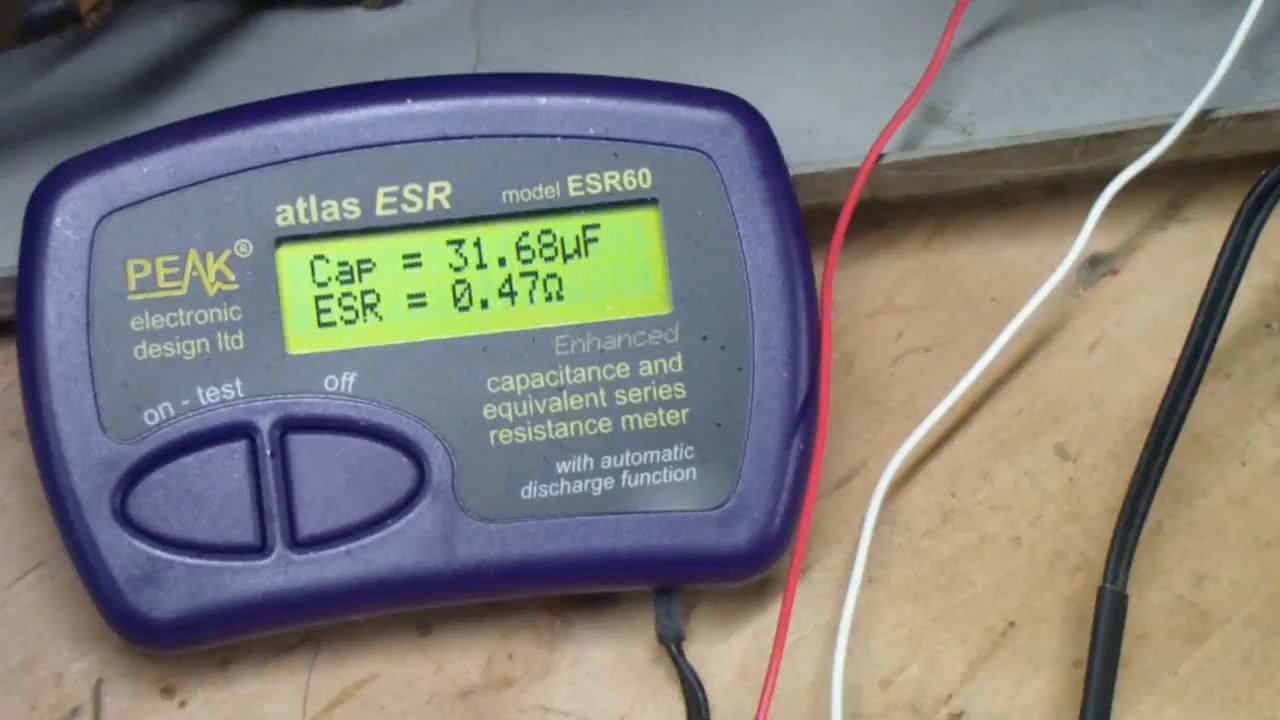 atlas ESR
model ESR60
PEAK®
electronic
design ltd
Cap = 31.68µF
ESR = 0.47Ω
Enhanced
capacitance and
equivalent series
resistance meter
with automatic
discharge function
on - test
off